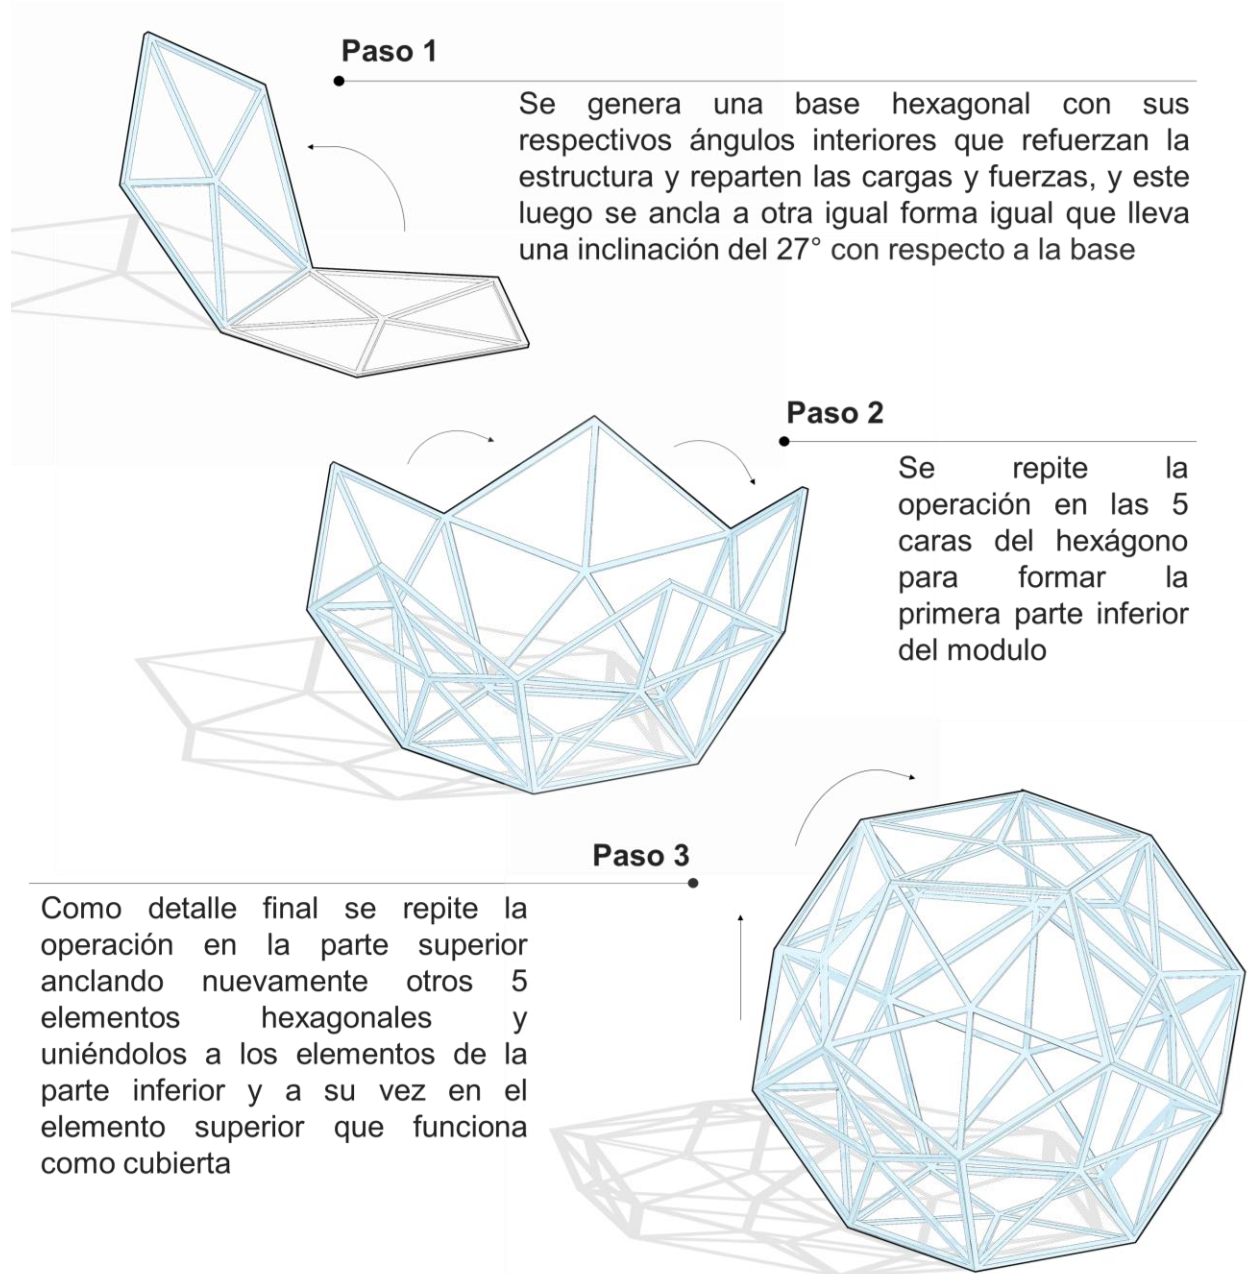 Paso 1
Se genera una base hexagonal con sus
respectivos ángulos interiores que refuerzan la
estructura y reparten las cargas y fuerzas, y este
luego se ancla a otra igual forma igual que lleva
una inclinación del 27° con respecto a la base
Paso 2
Se repite la
operación en las 5
caras del hexágono
para formar la
primera parte inferior
del modulo
Paso 3
Como detalle final se repite la
operación en la parte superior
anclando nuevamente otros 5
elementos hexagonales y
uniéndolos a los elementos de la
parte inferior y a su vez en el
elemento superior que funciona
como cubierta